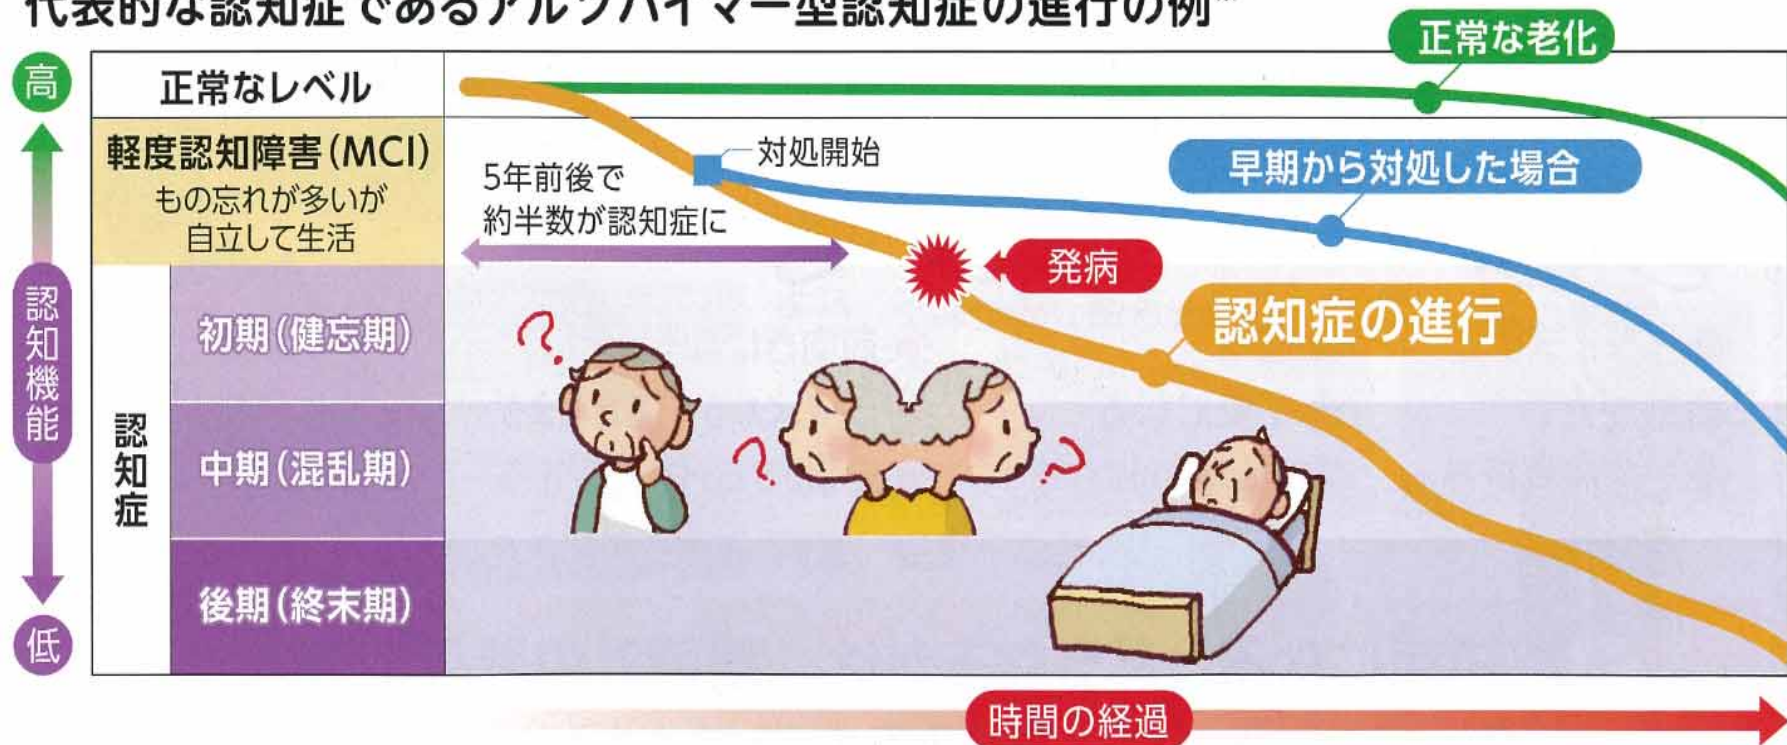 代表的な認知症であるアルツハイマー型認知症の進行の例
正常な老化
高
正常なレベル
軽度認知障害(MCI)
もの忘れが多いが
自立して生活
対処開始
5年前後で
約半数が認知症に
早期から対処した場合
発病
認知機能
認知症の進行
認知症
初期(健忘期)
中期(混乱期)
後期(終末期)
低
時間の経過